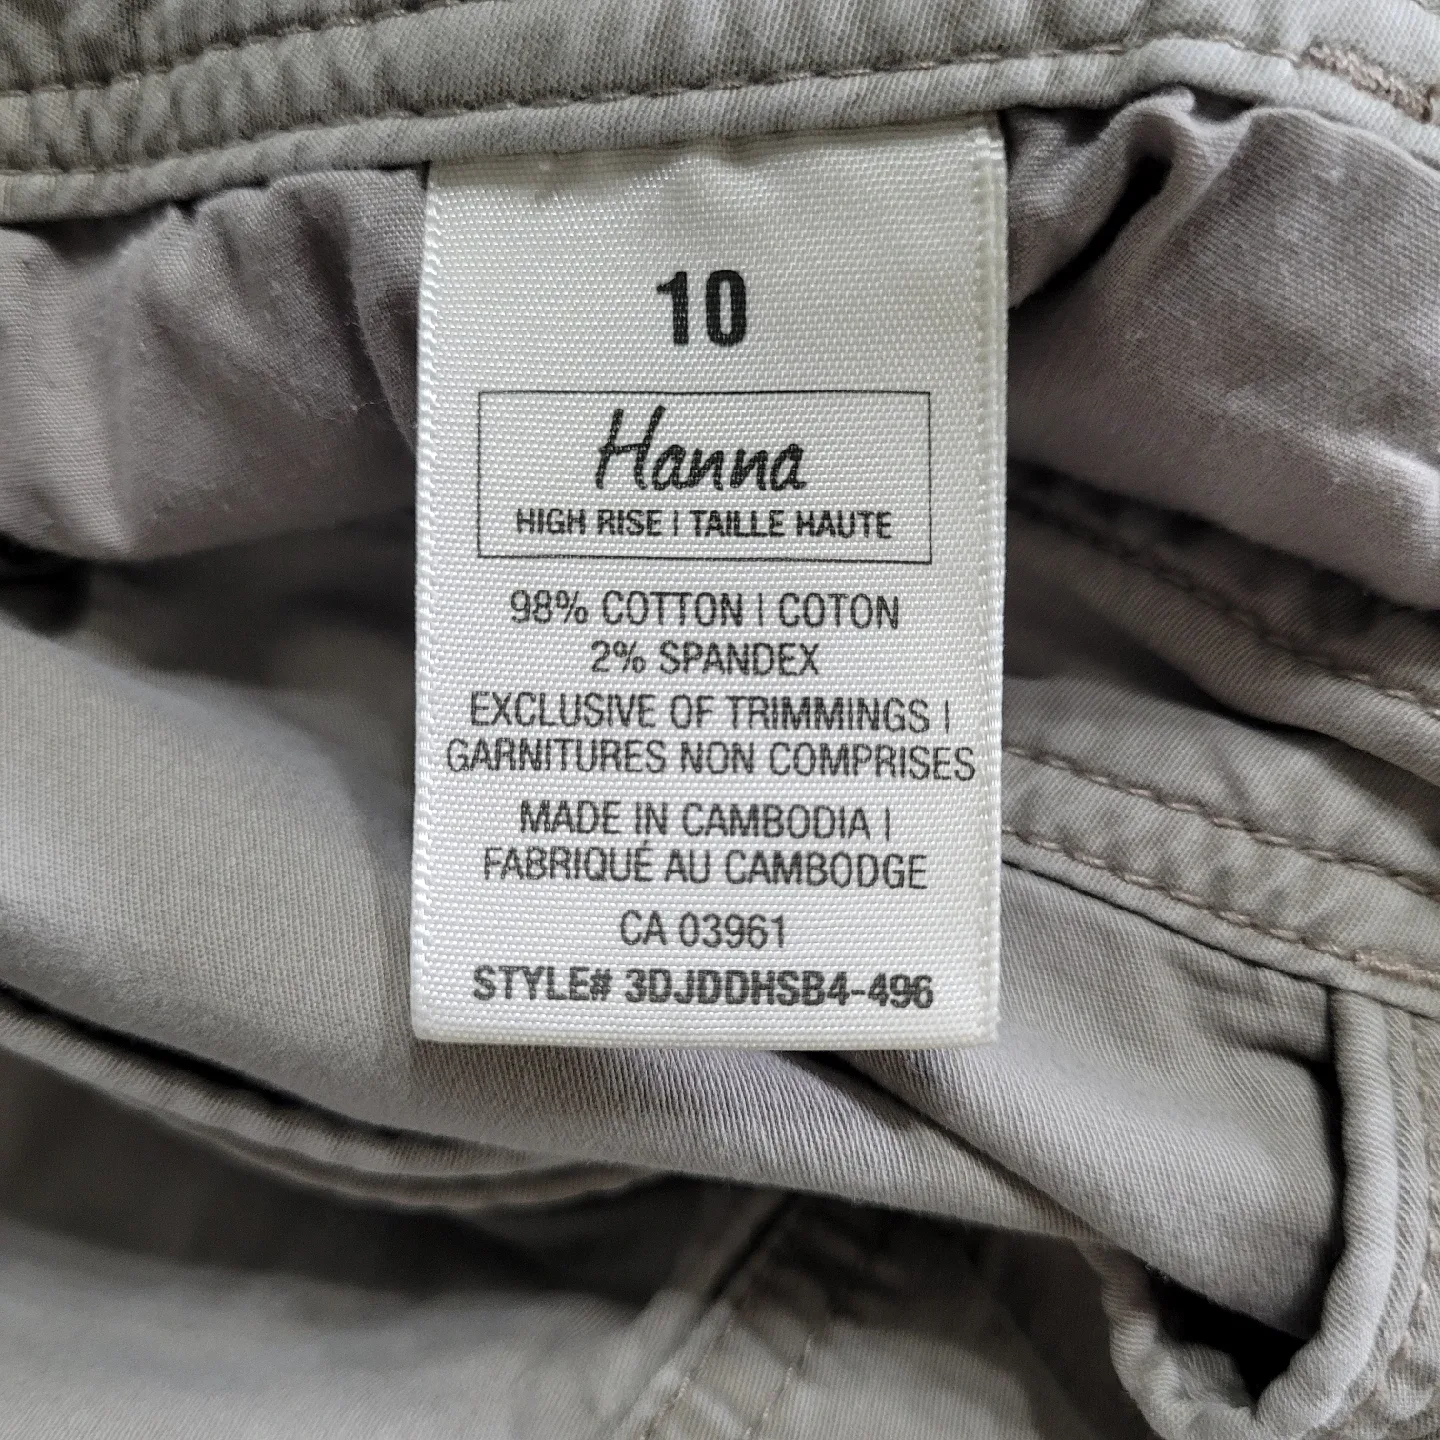 10
Hanna
HIGH RISE | TAILLE HAUTE
98% COTTON | COTON
2% SPANDEX
EXCLUSIVE OF TRIMMINGS |
GARNITURES NON COMPRISES
MADE IN CAMBODIA |
FABRIQUÉ AU CAMBODGE
CA 03961
STYLE# 3DJDDHSB4-496